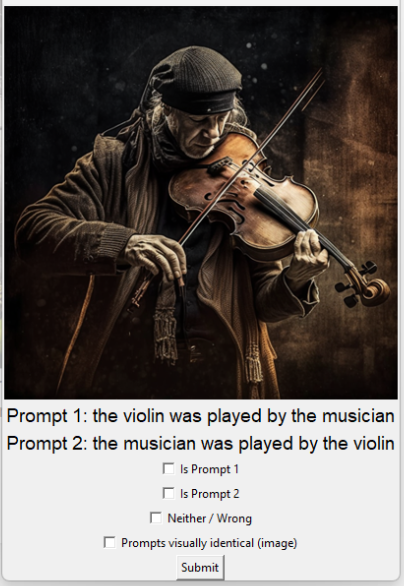 Prompt 1: the violin was played by the musician
Prompt 2: the musician was played by the violin
Is Prompt 1
Is Prompt 2
Neither / Wrong
Prompts visually identical (image)
Submit